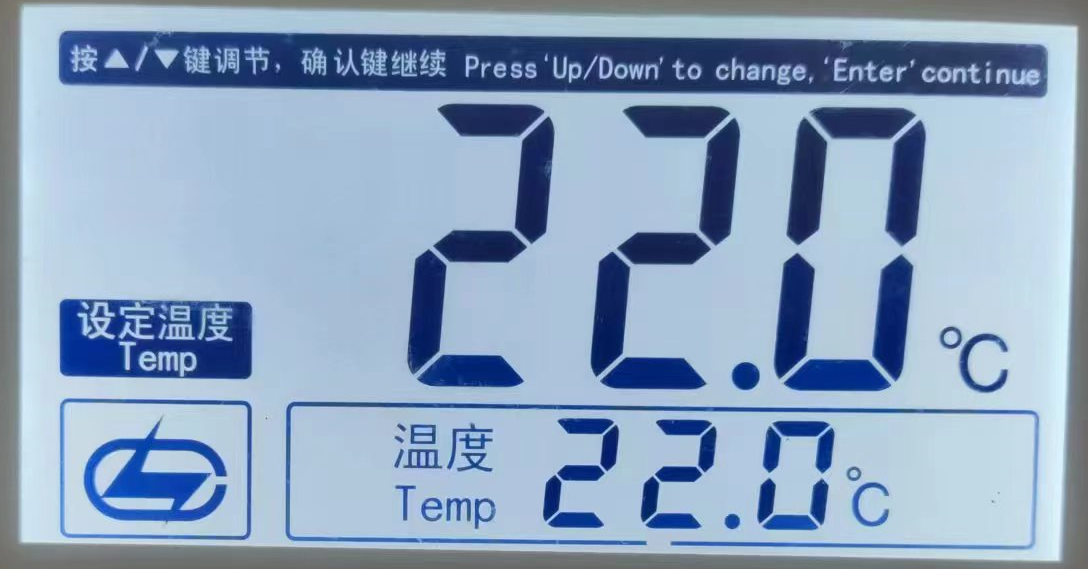 按▲/▼键调节，确认键继续 Press'Up/Down'to change,'Enter'continue
22.0℃
设定温度
Temp
温度
Temp
22.0℃